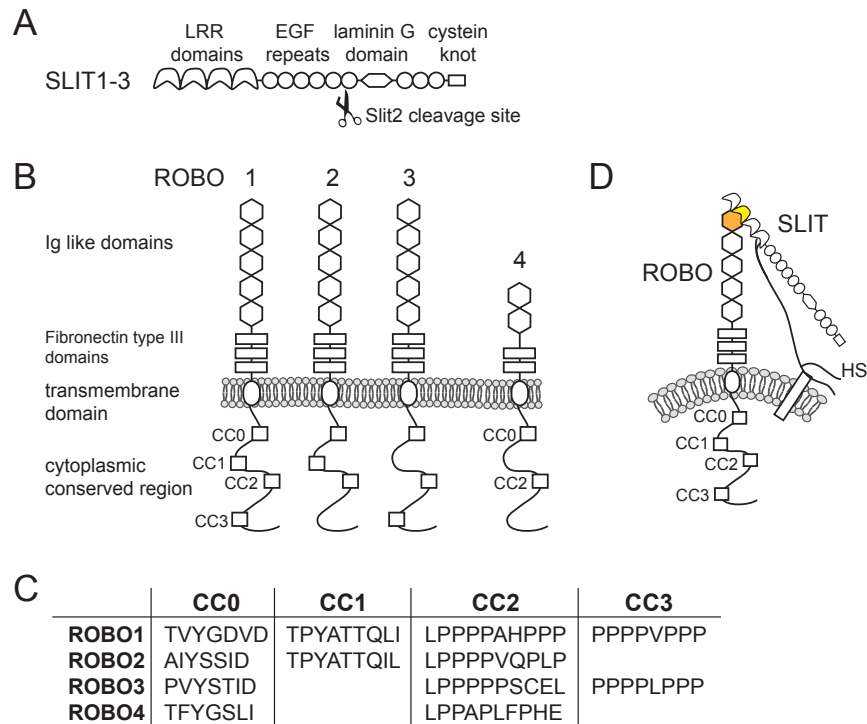 A
LRR domains
EGF repeats
laminin G domain
cystein knot
SLIT1-3
Slit2 cleavage site
B
ROBO 1 2 3
4
Ig like domains
Fibronectin type III
domains
transmembrane
domain
cytoplasmic
conserved region
CC0
CC1
CC2
CC3
CC0
CC2
D
SLIT
ROBO
HS
CC0
CC1
CC2
CC3
C
CC0 CC1 CC2 CC3
ROBO1 TVYGDVD TPYATTQLI LPPPPAHPPP PPPPVPPP
ROBO2 AIYSSID TPYATTQIL LPPPPVQPLP
ROBO3 PVYSTID LPPPPPSCEL PPPPLPPP
ROBO4 TFYGSLI LPPAPLFPHE